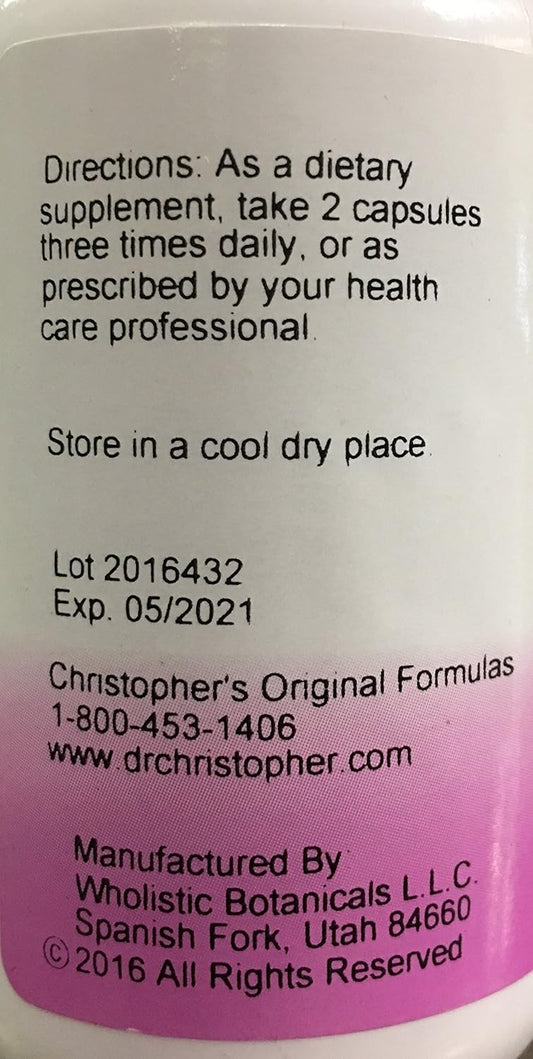 Directions: As a dietary
supplement, take 2 capsules
three times daily, or as
prescribed by your health
care professional.
Store in a cool dry place.
Lot 2016432
Exp. 05/2021
Christopher's Original Formulas
1-800-453-1406
www.drchristopher.com
Manufactured By
Wholistic Botanicals L.L.C.
Spanish Fork, Utah 84660
©2016 All Rights Reserved